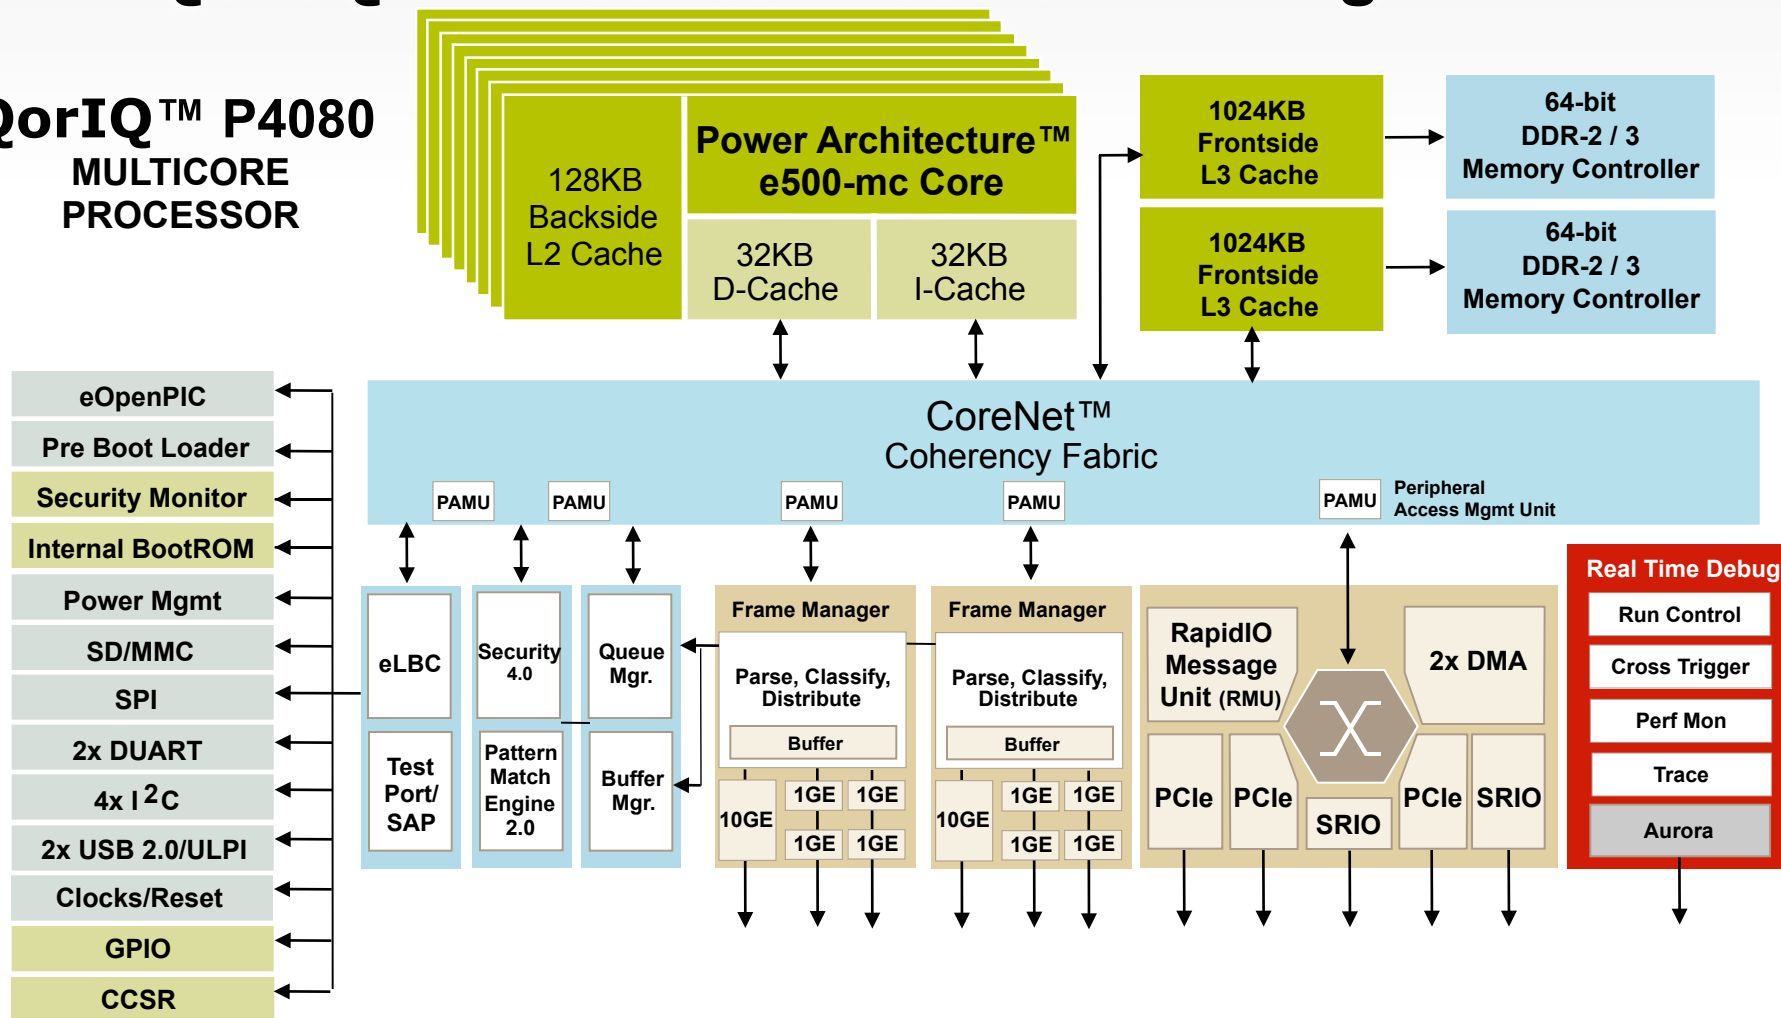 QorIQ™ P4080
MULTICORE
PROCESSOR
128KB
Backside
L2 Cache
Power Architecture™
e500-mc Core
32KB
D-Cache
32KB
I-Cache
1024KB
Frontside
L3 Cache
64-bit
DDR-2 / 3
Memory Controller
1024KB
Frontside
L3 Cache
64-bit
DDR-2 / 3
Memory Controller
CoreNet™
Coherency Fabric
PAMU
PAMU
PAMU
PAMU
PAMU
Peripheral
Access Mgmt Unit
eOpenPIC
Pre Boot Loader
Security Monitor
Internal BootROM
Power Mgmt
SD/MMC
SPI
2x DUART
4x I2C
2x USB 2.0/ULPI
Clocks/Reset
GPIO
CCSR
eLBC
Test
Port/
SAP
Security
4.0
Pattern
Match
Engine
2.0
Queue
Mgr.
Buffer
Mgr.
Frame Manager
Parse, Classify,
Distribute
Buffer
10GE
1GE
1GE
1GE
1GE
Frame Manager
Parse, Classify,
Distribute
Buffer
10GE
1GE
1GE
1GE
1GE
RapidIO
Message
Unit (RMU)
2x DMA
PCIe
PCIe
SRIO
PCIe
SRIO
Real Time Debug
Run Control
Cross Trigger
Perf Mon
Trace
Aurora